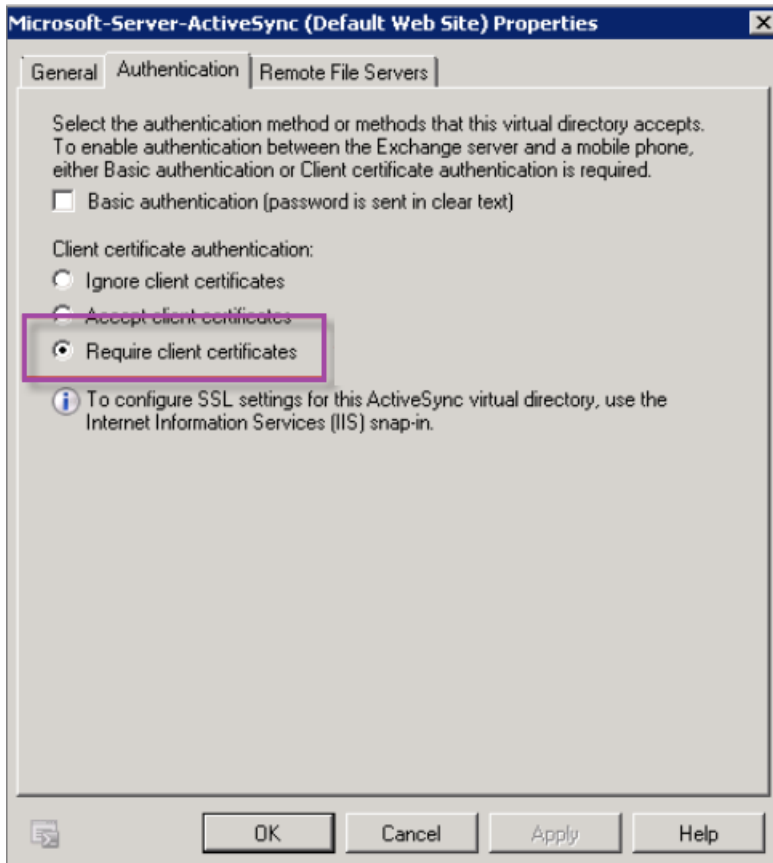 Microsoft-Server-ActiveSync (Default Web Site) Properties
General Authentication Remote File Servers
Select the authentication method or methods that this virtual directory accepts.
To enable authentication between the Exchange server and a mobile phone,
either Basic authentication or Client certificate authentication is required.
Basic authentication (password is sent in clear text)
Client certificate authentication:
Ignore client certificates
Accept client certificates
Require client certificates
To configure SSL settings for this ActiveSync virtual directory, use the
Internet Information Services (IIS) snap-in.
OK Cancel Apply Help